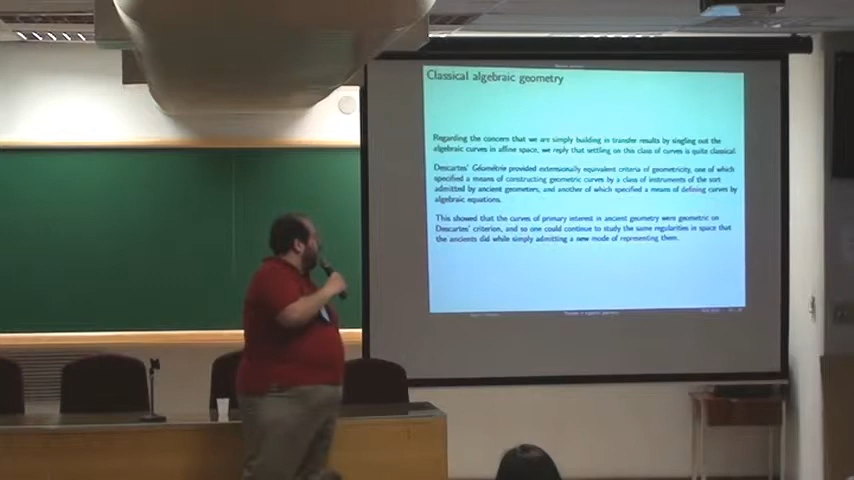 Classical algebraic geometry
Regarding the concern that we are simply building in transfer results by singling out the
algebraic curves in affine space, we reply that settling on this class of curves is quite classical.
Descartes' Géométrie provided extensionally equivalent criteria of geometricity, one of which
specified a means of constructing geometric curves by a class of instruments of the sort
admitted by ancient geometers, and another of which specified a means of defining curves by
algebraic equations.
This showed that the curves of primary interest in ancient geometry were geometric on
Descartes' criterion, and so one could continue to study the same regularities in space that
the ancients did while simply admitting a new mode of representing them.